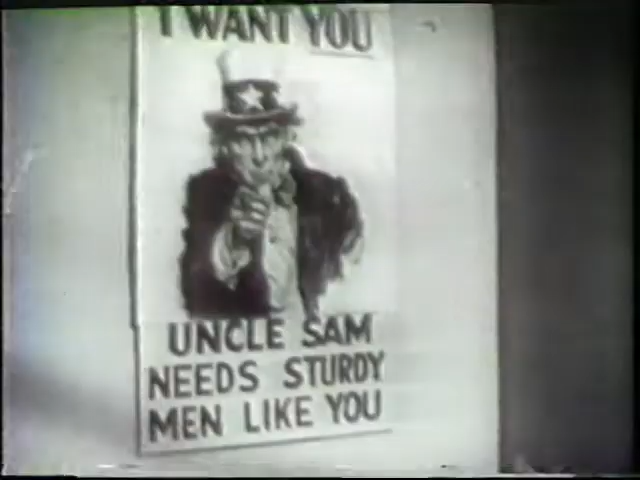 I WANT YOU
UNCLE SAM
NEEDS STURDY
MEN LIKE YOU